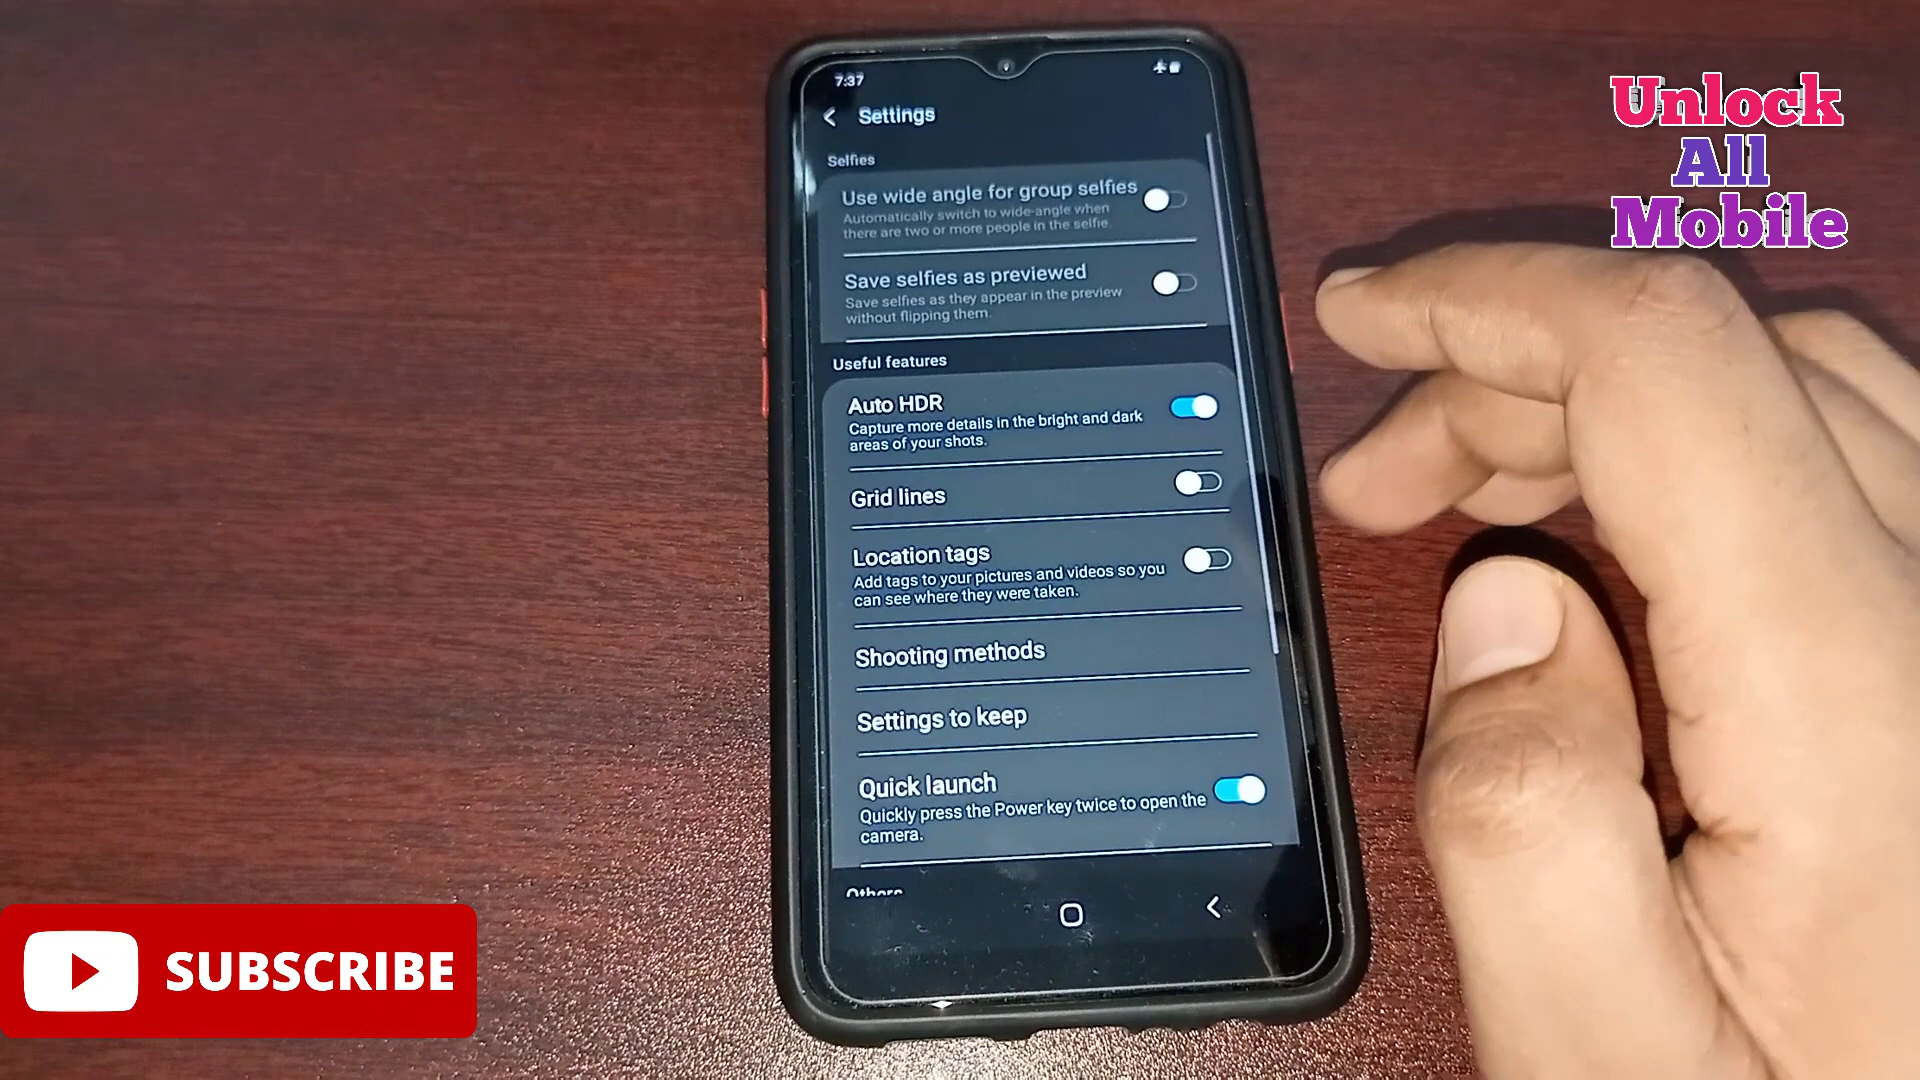 7:37
Settings
Selfies
Use wide angle for group selfies
Automatically switch to wide-angle when
there are two or more people in the selfie.
Save selfies as previewed
Save selfies as they appear in the preview
without flipping them.
Useful features
Auto HDR
Capture more details in the bright and dark
areas of your shots.
Grid lines
Location tags
Add tags to your pictures and videos so you
can see where they were taken.
Shooting methods
Settings to keep
Quick launch
Quickly press the Power key twice to open the
camera.
Others
Unlock
All
Mobile
SUBSCRIBE